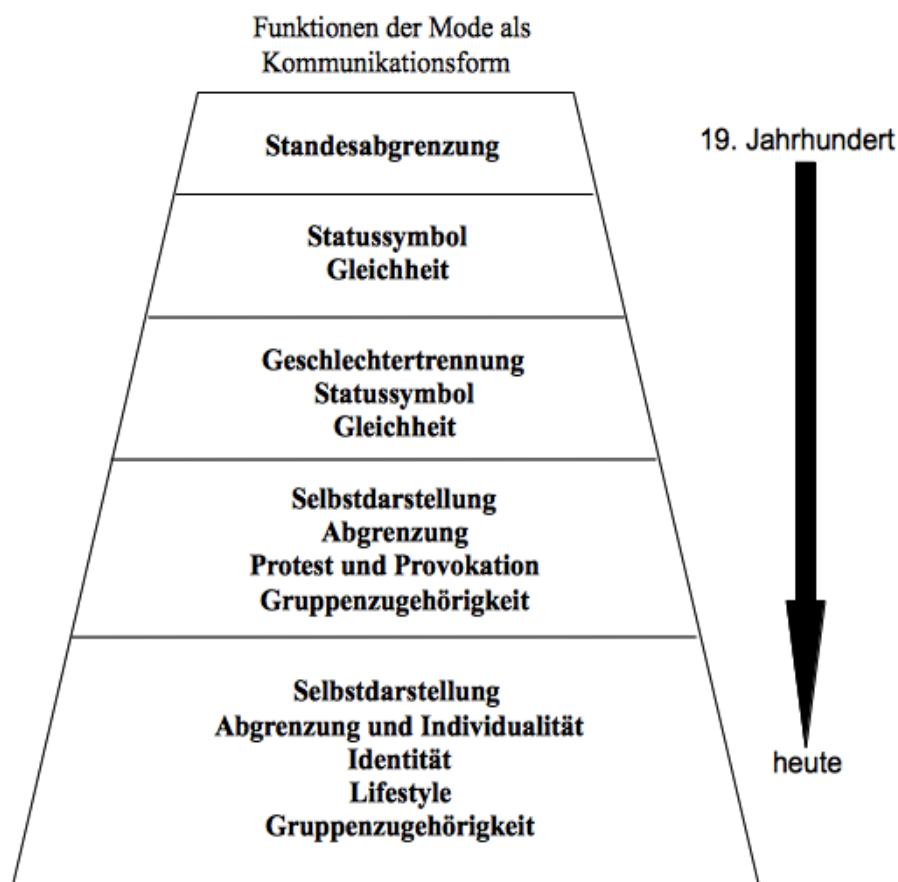 Funktionen der Mode als
Kommunikationsform
Standesabgrenzung
19. Jahrhundert
Statussymbol
Gleichheit
Geschlechtertrennung
Statussymbol
Gleichheit
Selbstdarstellung
Abgrenzung
Protest und Provokation
Gruppenzugehörigkeit
Selbstdarstellung
Abgrenzung und Individualität
Identität
Lifestyle
Gruppenzugehörigkeit
heute